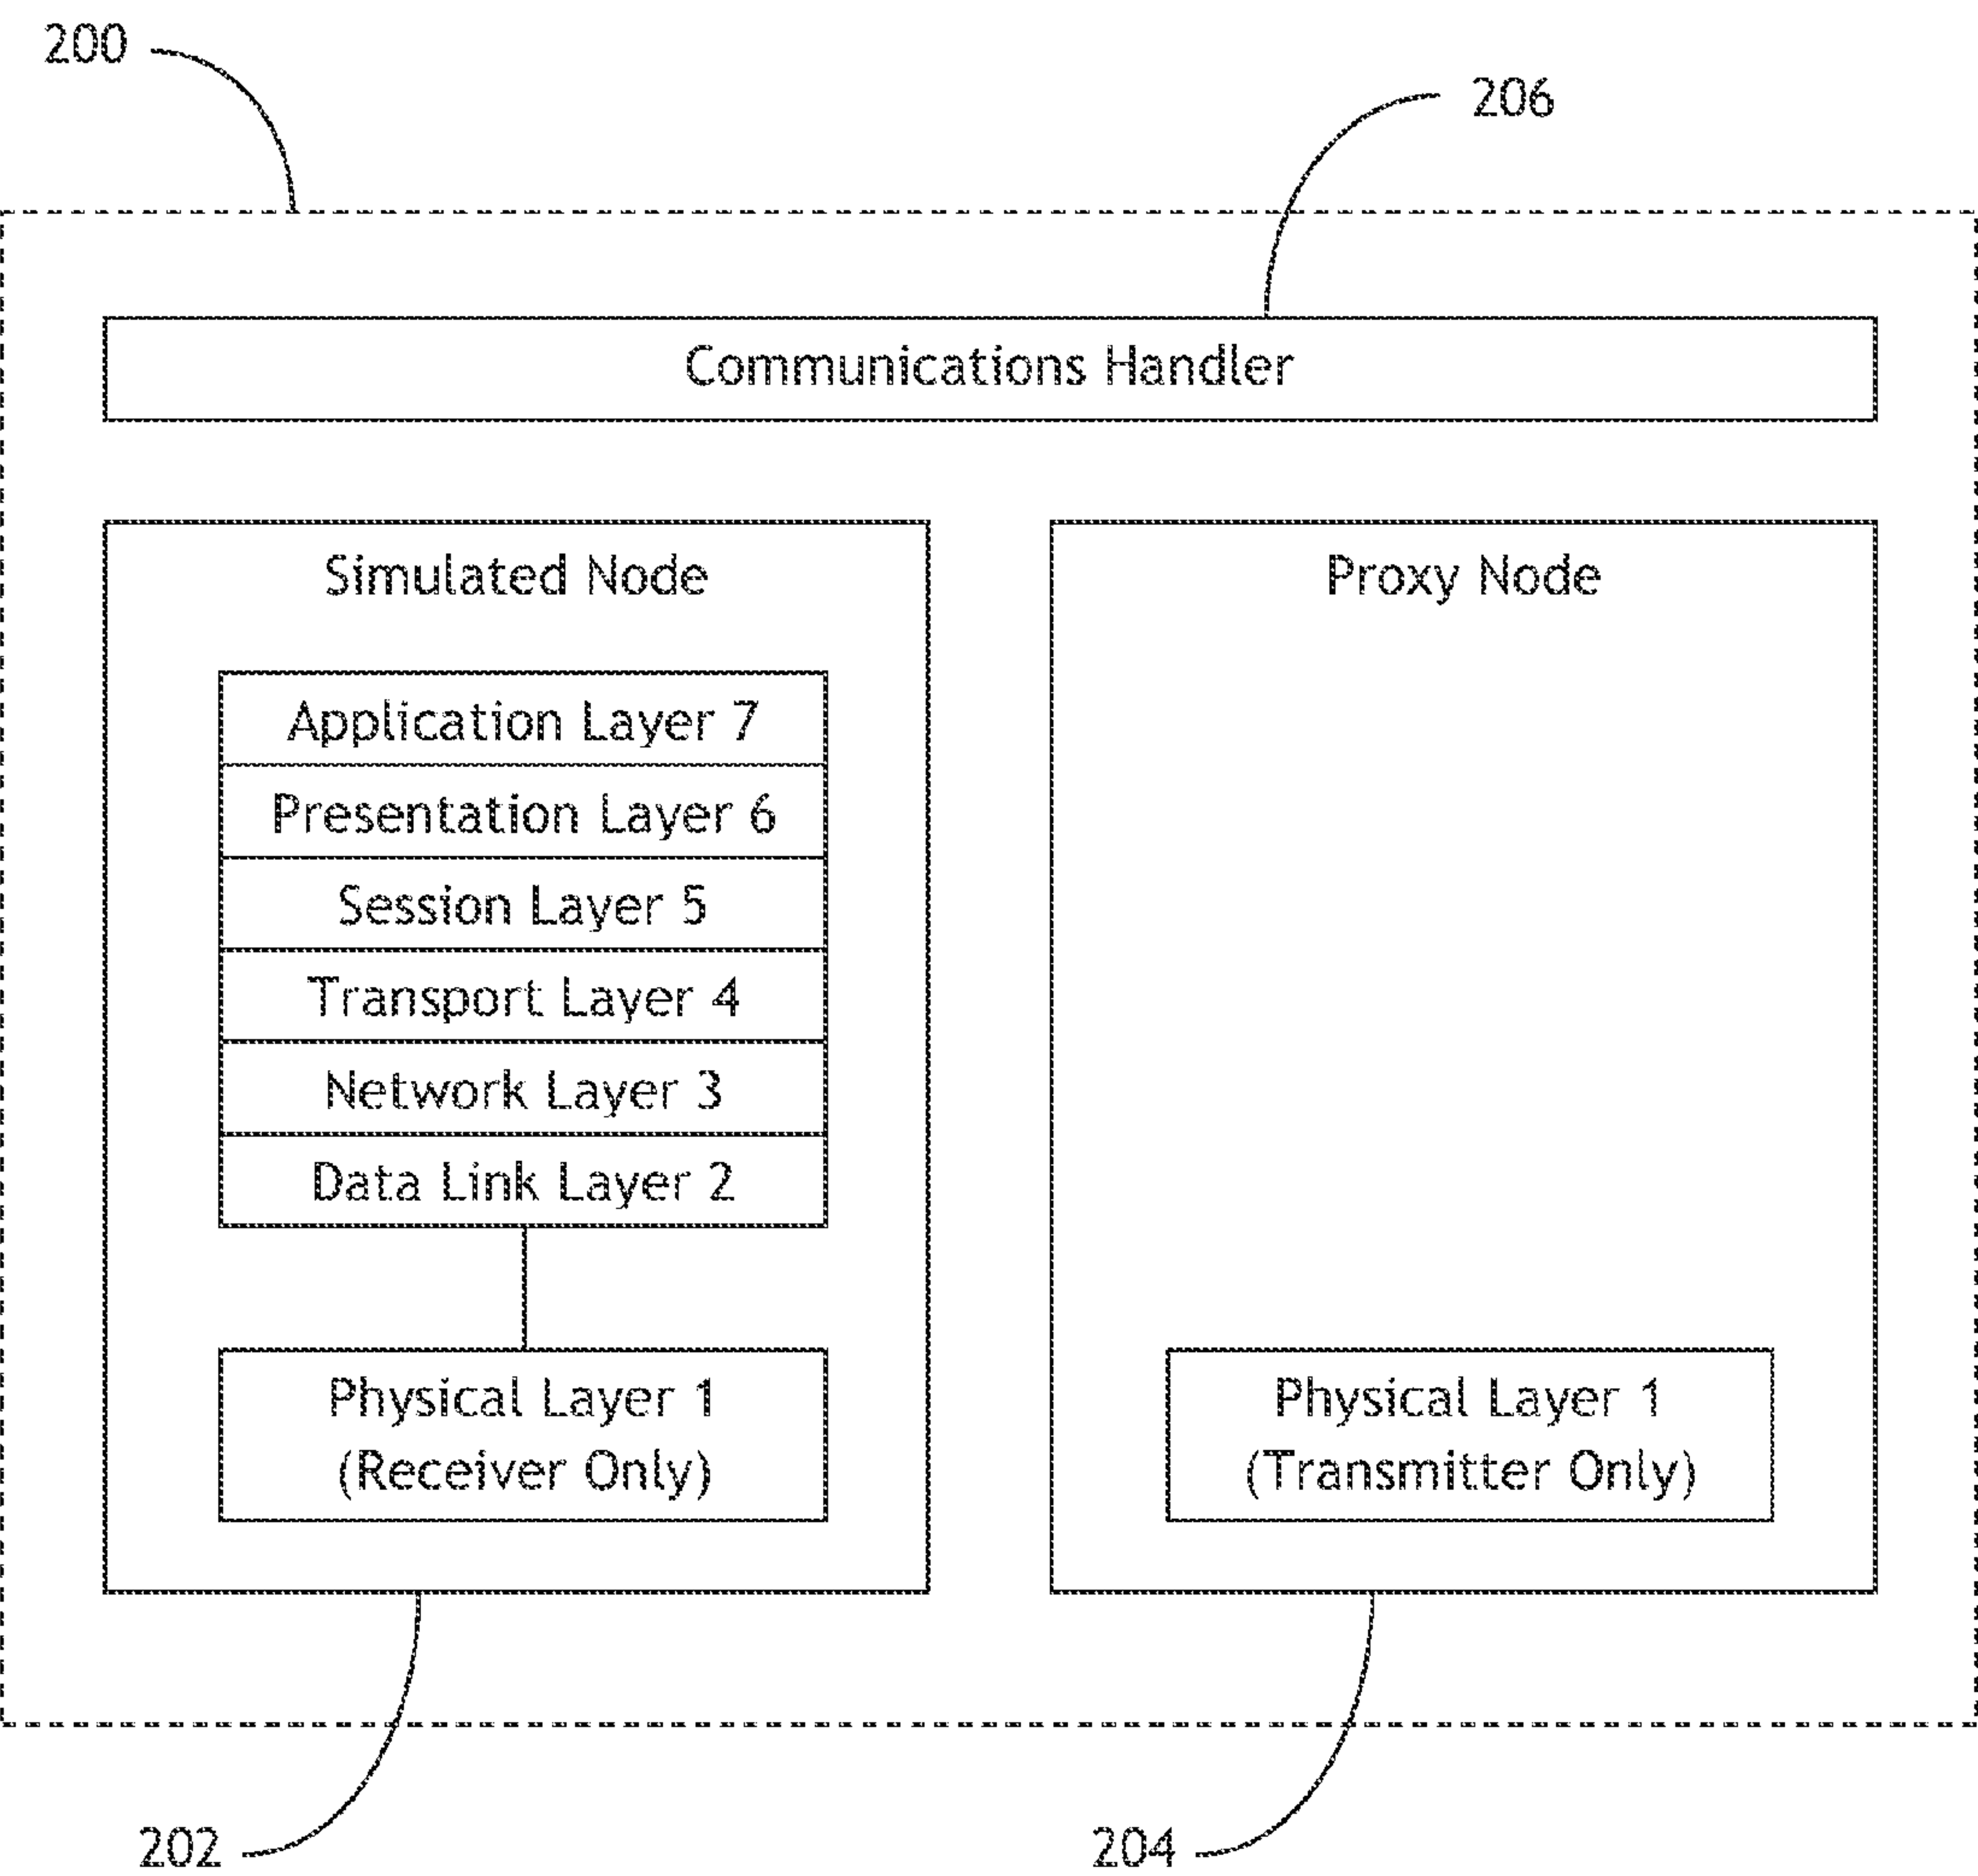 200
206
Communications Handler
Simulated Node
Application Layer 7
Presentation Layer 6
Session Layer 5
Transport Layer 4
Network Layer 3
Data Link Layer 2
Physical Layer 1
(Receiver Only)
Proxy Node
Physical Layer 1
(Transmitter Only)
202
204